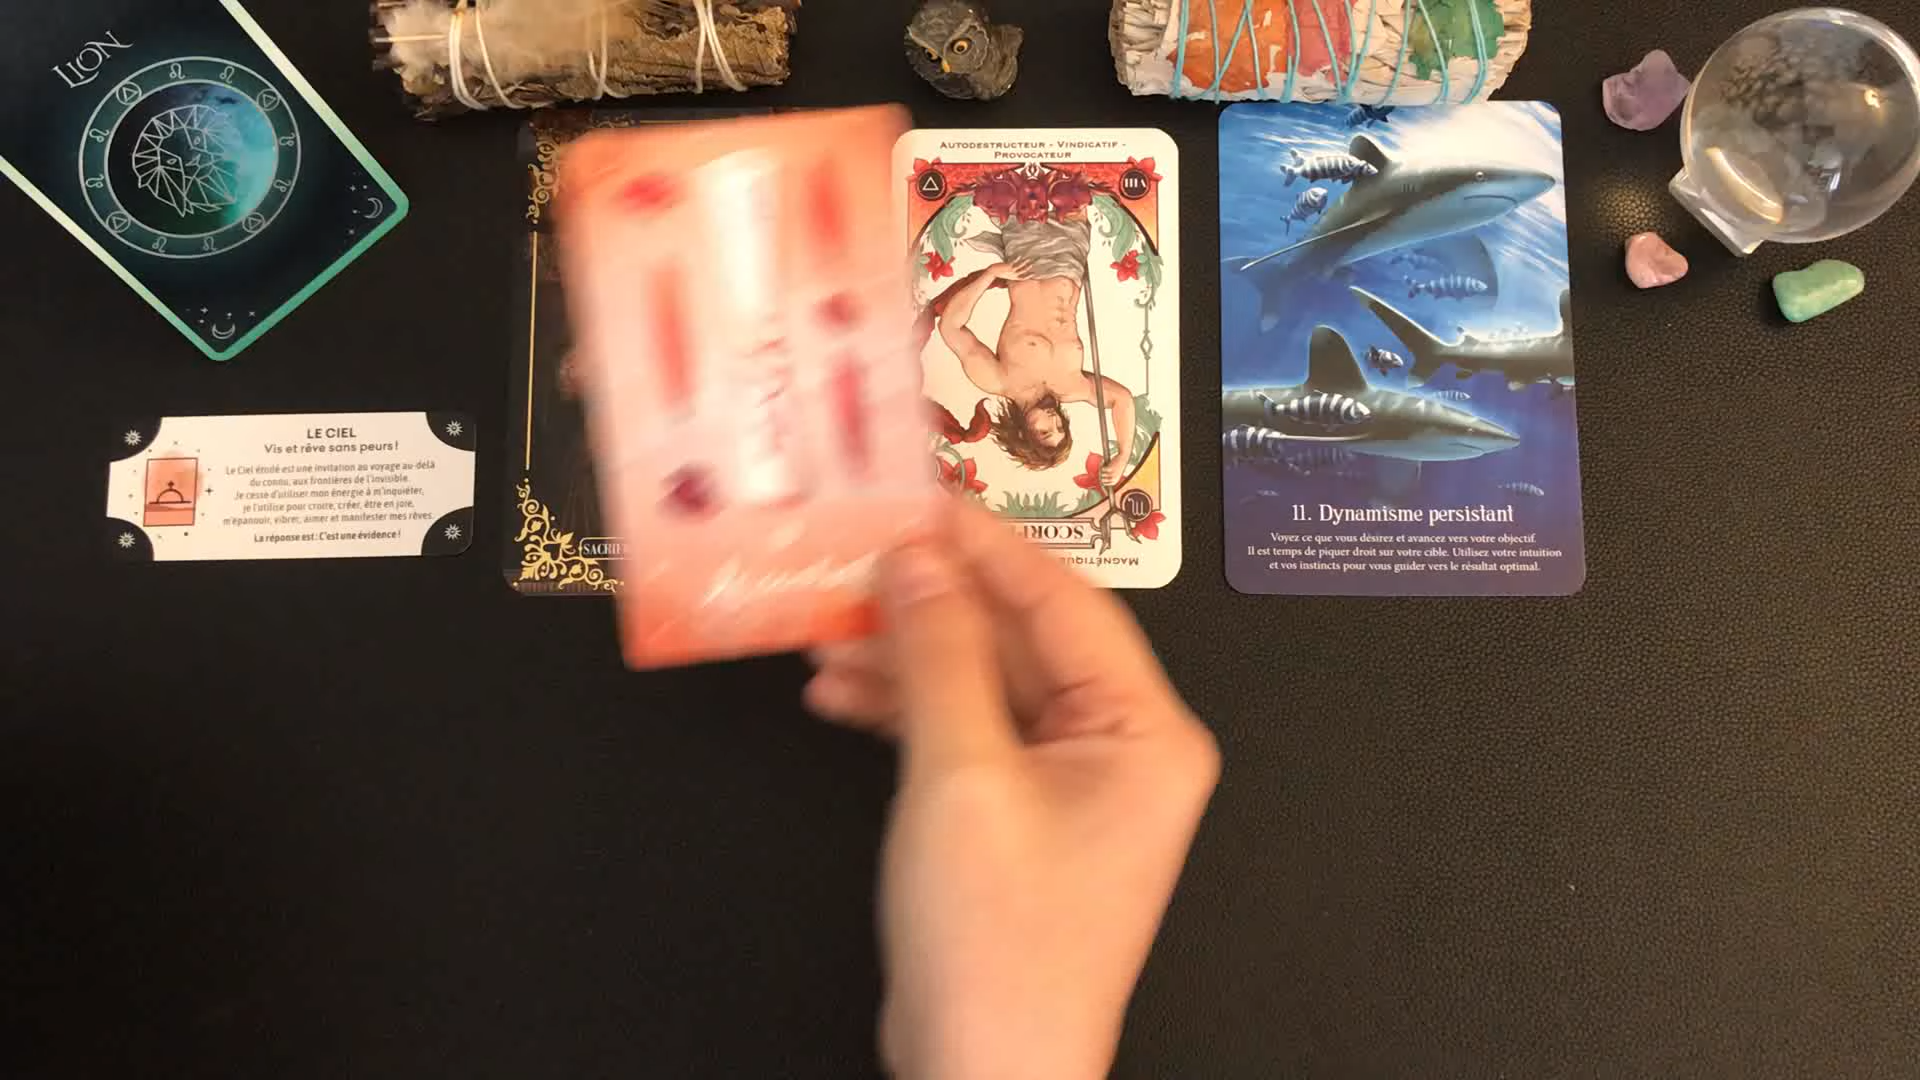 LION
LE CIEL
Vis et rêve sans peurs !
Le Ciel étoilé est une invitation au voyage au-delà
du connu, aux frontières de l'invisible.
Je cesse d'utiliser mon énergie à m'inquiéter,
je l'utilise pour croire, créer, être en joie,
m'épanouir, vibrer, aimer et manifester mes rêves.
La réponse est : C'est une évidence !
AUTODESTRUCTEUR - VINDICATIF -
PROVOCATEUR
VIII
SCOR
MAGNÉTIQUE
11. Dynamisme persistant
Voyez ce que vous désirez et avancez vers votre objectif.
Il est temps de piquer droit sur votre cible. Utilisez votre intuition
et vos instincts pour vous guider vers le résultat optimal.